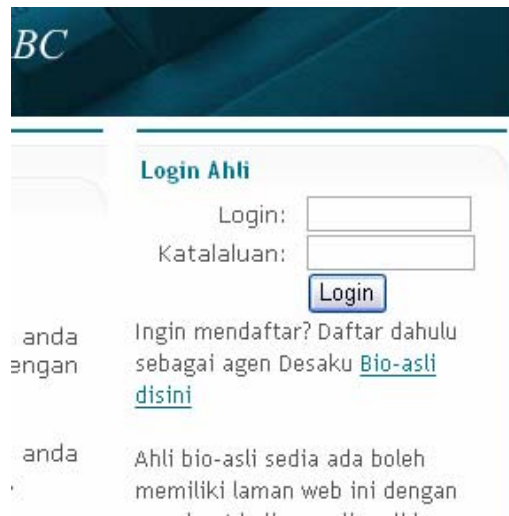 BC
Login Ahli
Login:
Katalaluan:
Login
Ingin mendaftar? Daftar dahulu
sebagai agen Desaku Bio-asli
disini
Ahli bio-asli sedia ada boleh
memiliki laman web ini dengan
anda
engan
anda